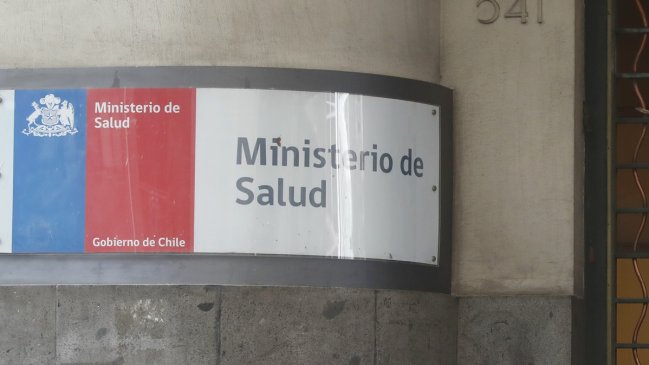 541
Ministerio de
Salud
Gobierno de Chile
Ministerio de
Salud